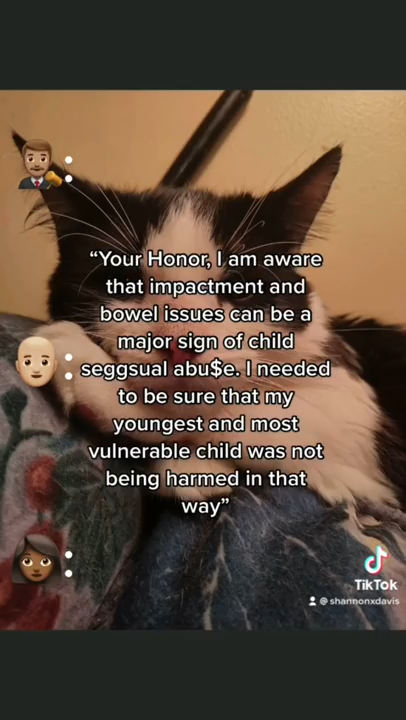 “Your Honor, I am aware
that impactment and
bowel issues can be a
major sign of child
seggsual abu$e. I needed
to be sure that my
youngest and most
vulnerable child was not
being harmed in that
way”
TikTok
@shannonxdavis